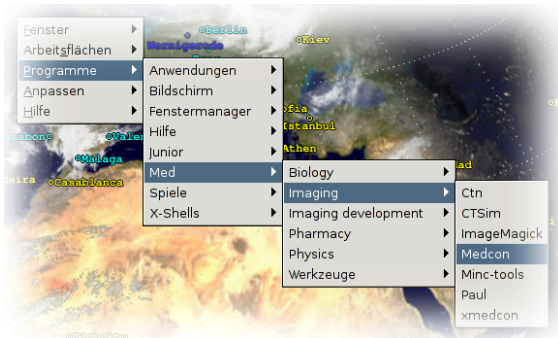 Fenster
Arbeitsflächen
Programme
Anpassen
Hilfe
Anwendungen
Bildschirm
Fenstermanager
Hilfe
Junior
Med
Spiele
X-Shells
Biology
Imaging
Imaging development
Pharmacy
Physics
Werkzeuge
Ctn
CTSim
ImageMagick
Medcon
Minc-tools
Paul
xmedcon
Berlin
Wernigerode
Kiev
Istanbul
Athen
Malaga
Casablanca